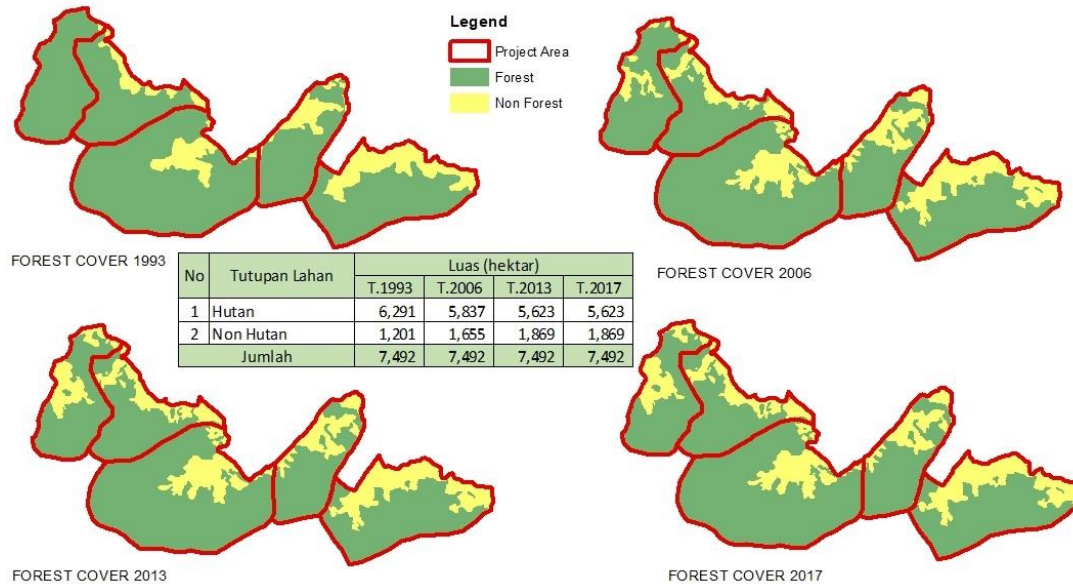 Legend
Project Area
Forest
Non Forest
FOREST COVER 1993
FOREST COVER 2006
No Tutupan Lahan Luas (hektar)
T.1993 T.2006 T.2013 T.2017
1 Hutan 6,291 5,837 5,623 5,623
2 Non Hutan 1,201 1,655 1,869 1,869
Jumlah 7,492 7,492 7,492 7,492
FOREST COVER 2013
FOREST COVER 2017